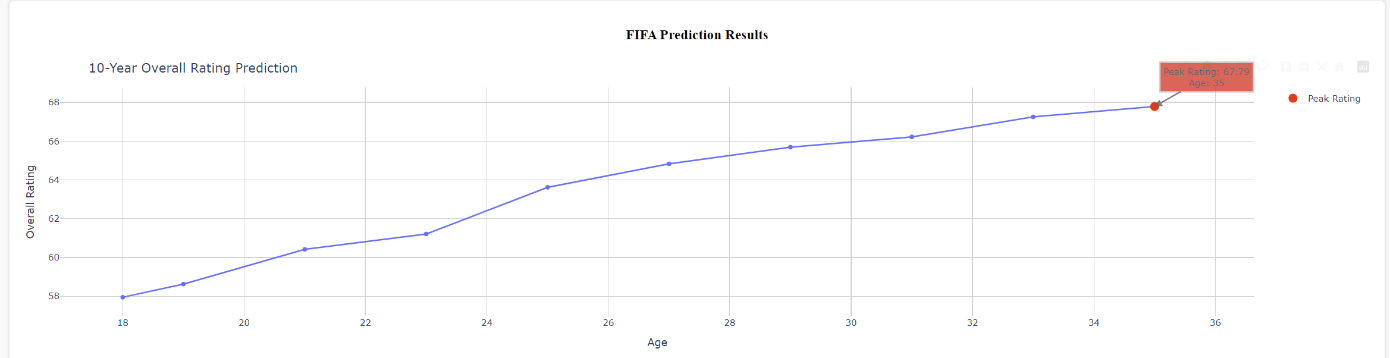 FIFA Prediction Results
10-Year Overall Rating Prediction
Peak Rating: 67.79
Age: 35
Peak Rating
68
66
64
62
60
58
Overall Rating
18 20 22 24 26 28 30 32 34 36
Age